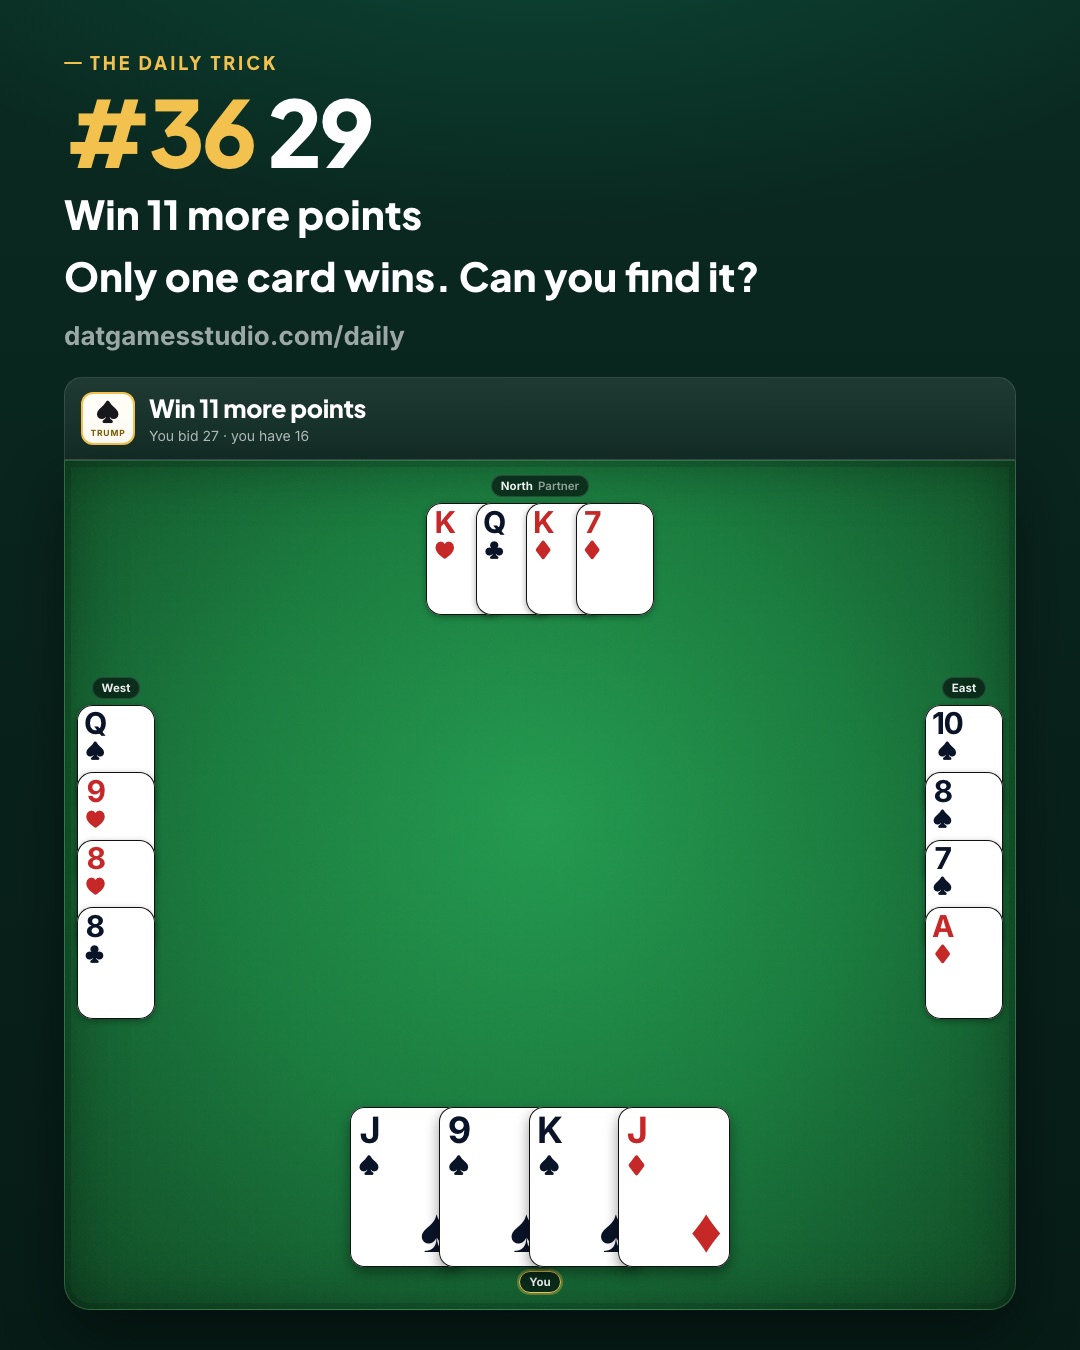 — THE DAILY TRICK
#36 29
Win 11 more points
Only one card wins. Can you find it?
datgamesstudio.com/daily
♠ TRUMP
Win 11 more points
You bid 27 · you have 16
North Partner
K♥ Q♣ K♦ 7♦
West
East
Q♠
10♠
9♥
8♠
8♥
7♠
8♣
A♦
J♠ 9♠ K♠ J♦
You